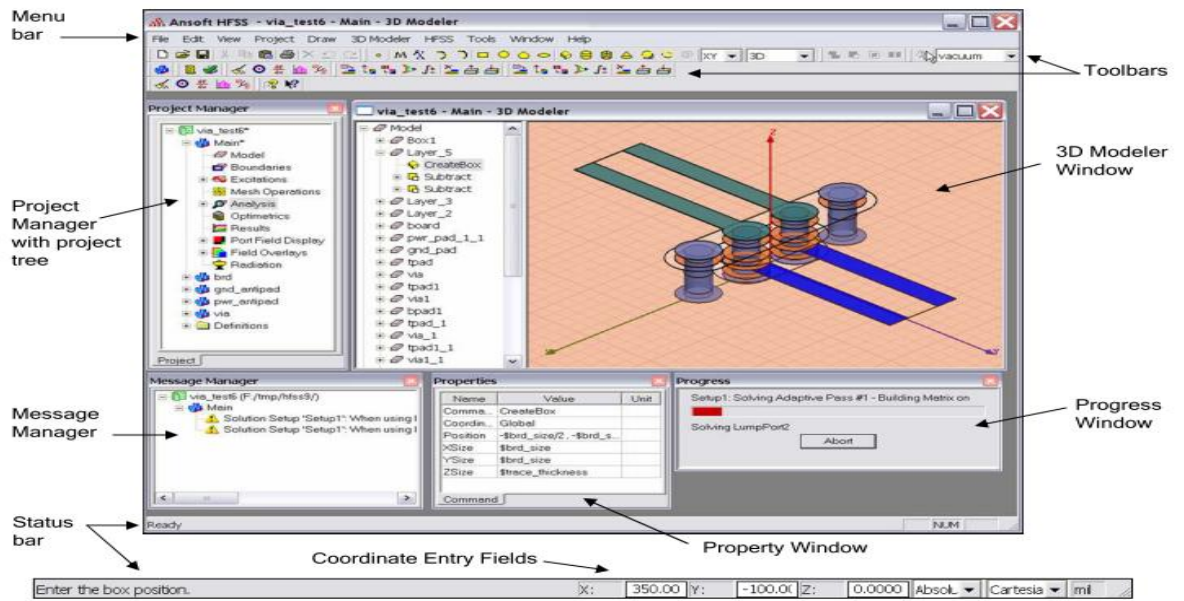 Menu
bar
Ansoft HFSS - via_test6 - Main - 3D Modeler
File Edit View Project Draw 3D Modeler HFSS Tools Window Help
XY 3D vacuum
Toolbars
Project Manager
via_test6*
Main*
Model
Boundaries
Excitations
Mesh Operations
Analysis
Optimetrics
Results
Port Field Display
Field Overlays
Radiation
brd
gnd_antipad
pwr_antipad
via
Definitions
Project
Project
Manager
with project
tree
via_test6 - Main - 3D Modeler
Model
Box1
Layer_5
CreateBox
Subtract
Subtract
Layer_3
Layer_2
board
pwr_pad_1_1
gnd_pad
tpad
via
tpad1
via1
bpad1
tpad_1
via_1
tpad1_1
via1_1
Z
3D Modeler
Window
Message Manager
via_test6 (F:/tmp/hfss9/)
Main
Solution Setup "Setup1": When using l
Solution Setup "Setup1": When using l
Message
Manager
Properties
Name Value Unit
Comma... CreateBox
Coordin... Global
Position -$brd_size/2 , -$brd_s...
XSize $brd_size
YSize $brd_size
ZSize $trace_thickness
Command
Progress
Setup1: Solving Adaptive Pass #1 - Building Matrix on
Solving LumpPort2
Abort
Progress
Window
Status
bar
Ready NUM
Property Window
Coordinate Entry Fields
Enter the box position. X: 350.00 Y: -100.0( Z: 0.0000 Absol. Cartesia mil